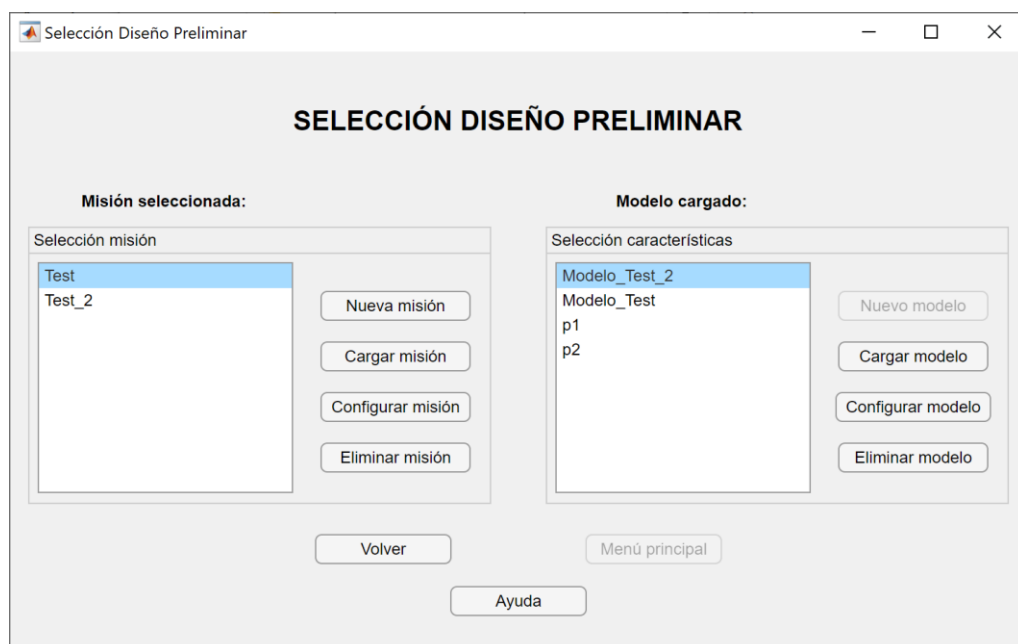 Selección Diseño Preliminar
SELECCIÓN DISEÑO PRELIMINAR
Misión seleccionada:
Selección misión
Test
Test_2
Nueva misión
Cargar misión
Configurar misión
Eliminar misión
Modelo cargado:
Selección características
Modelo_Test_2
Modelo_Test
p1
p2
Nuevo modelo
Cargar modelo
Configurar modelo
Eliminar modelo
Volver
Menú principal
Ayuda